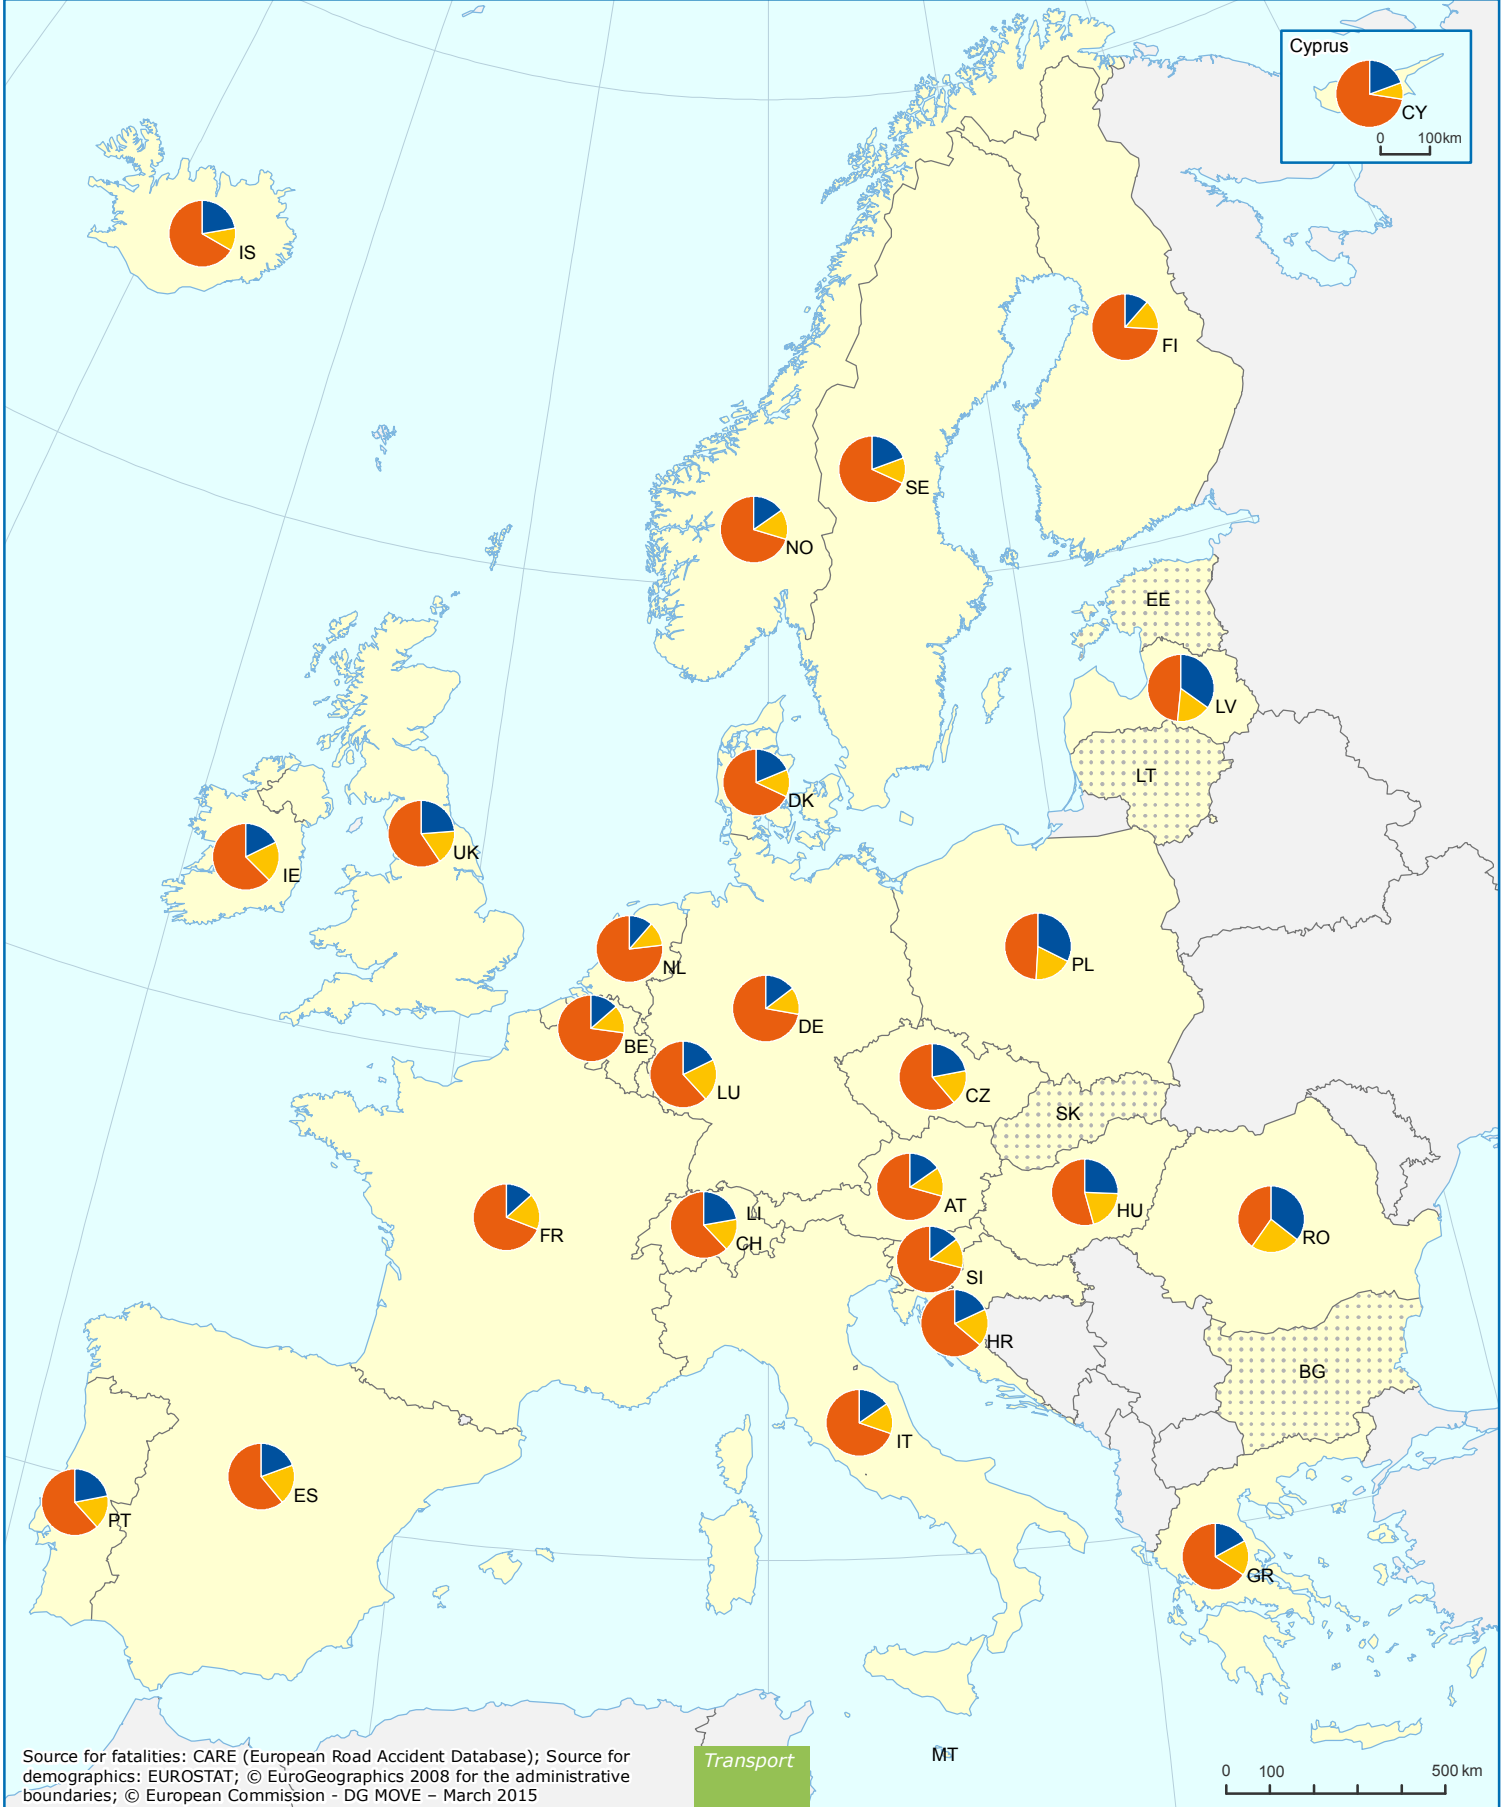 Cyprus
CY
0 100km
IS
FI
SE
NO
EE
LV
LT
DK
UK
IE
NL
PL
DE
BE
LU
CZ
SK
AT
HU
LI
CH
FR
RO
SI
HR
BG
IT
ES
PT
GR
MT
Source for fatalities: CARE (European Road Accident Database); Source for
demographics: EUROSTAT; © EuroGeographics 2008 for the administrative
boundaries; © European Commission - DG MOVE – March 2015
Transport
0 100 500 km